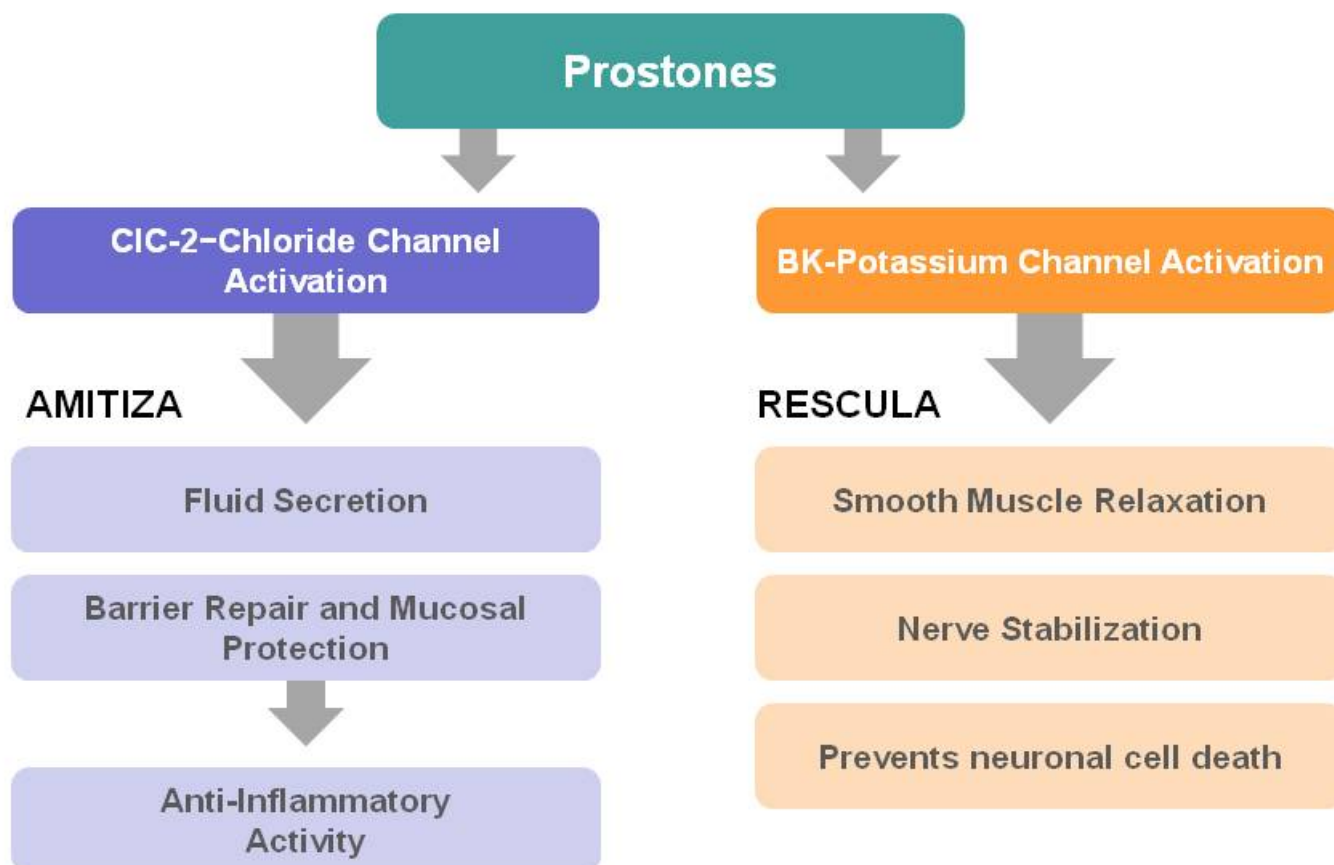 Prostones
ClC-2–Chloride Channel
Activation
BK-Potassium Channel Activation
AMITIZA
RESCULA
Fluid Secretion
Smooth Muscle Relaxation
Barrier Repair and Mucosal
Protection
Nerve Stabilization
Prevents neuronal cell death
Anti-Inflammatory
Activity